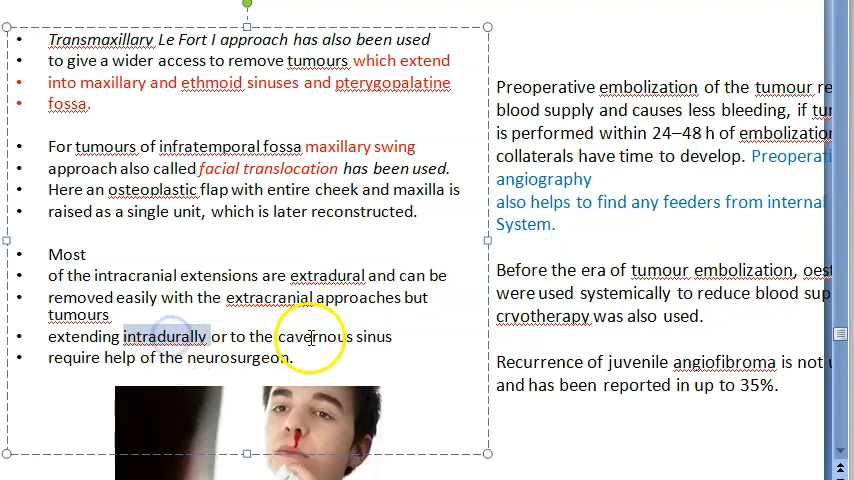 Transmaxillary Le Fort I approach has also been used
to give a wider access to remove tumours which extend
into maxillary and ethmoid sinuses and pterygopalatine
fossa.
For tumours of infratemporal fossa maxillary swing
approach also called facial translocation has been used.
Here an osteoplastic flap with entire cheek and maxilla is
raised as a single unit, which is later reconstructed.
Most
of the intracranial extensions are extradural and can be
removed easily with the extracranial approaches but
tumours
extending intradurally or to the cavernous sinus
require help of the neurosurgeon.
Preoperative embolization of the tumour
blood supply and causes less bleeding, if
is performed within 24–48 h of
collaterals have time to develop.
angiography
also helps to find any feeders from internal
System.
Before the era of tumour embolization,
were used systemically to reduce blood
cryotherapy was also used.
Recurrence of juvenile angiofibroma is not
and has been reported in up to 35%.